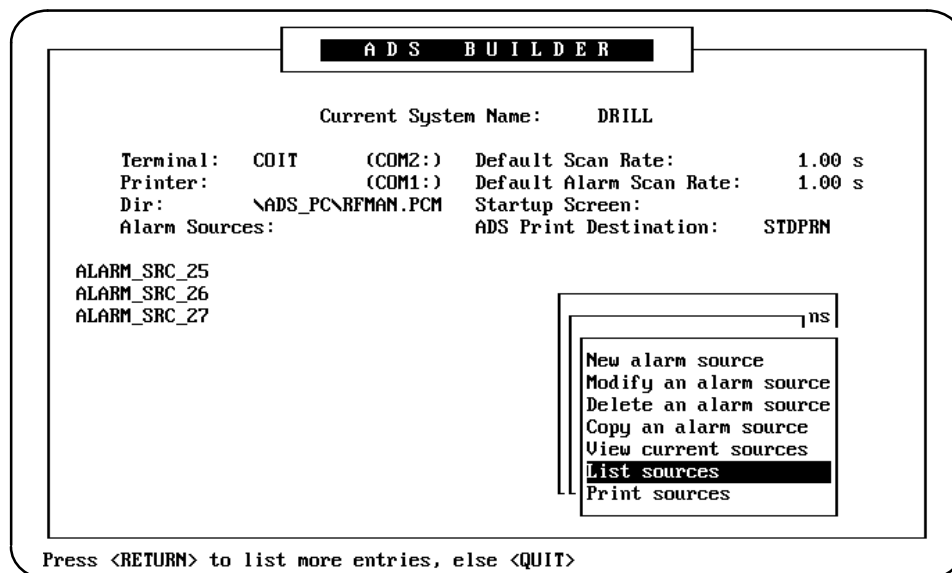 ADS BUILDER
Current System Name: DRILL
Terminal: COIT (COM2:) Default Scan Rate: 1.00 s
Printer: (COM1:) Default Alarm Scan Rate: 1.00 s
Dir: \ADS_PC\RFMAN.PCM Startup Screen:
Alarm Sources: ADS Print Destination: STDPRN
ALARM_SRC_25
ALARM_SRC_26
ALARM_SRC_27
ns
New alarm source
Modify an alarm source
Delete an alarm source
Copy an alarm source
View current sources
List sources
Print sources
Press <RETURN> to list more entries, else <QUIT>